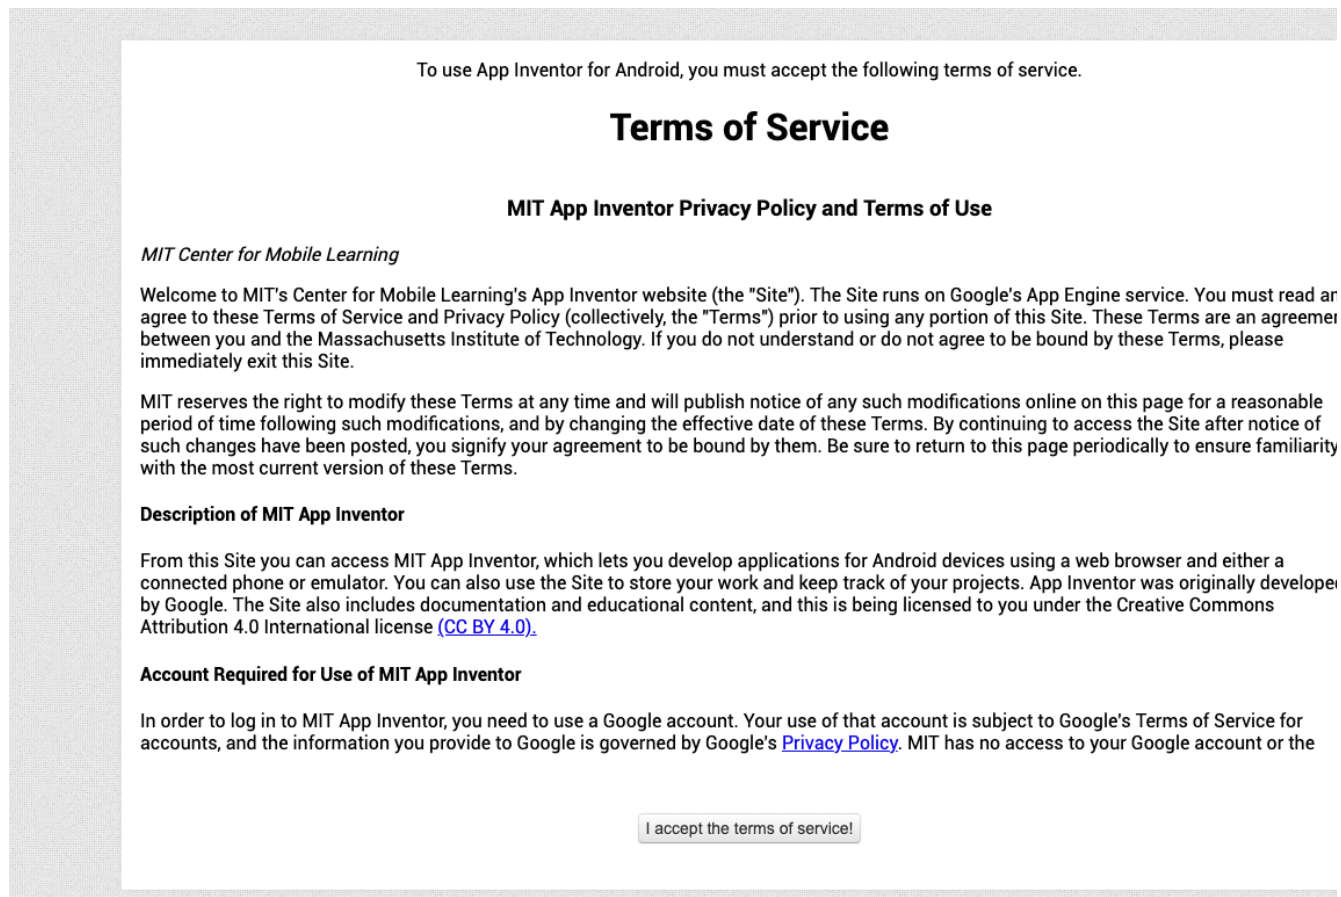 To use App Inventor for Android, you must accept the following terms of service.
Terms of Service
MIT App Inventor Privacy Policy and Terms of Use
MIT Center for Mobile Learning
Welcome to MIT's Center for Mobile Learning's App Inventor website (the "Site"). The Site runs on Google's App Engine service. You must read an
agree to these Terms of Service and Privacy Policy (collectively, the "Terms") prior to using any portion of this Site. These Terms are an agreemen
between you and the Massachusetts Institute of Technology. If you do not understand or do not agree to be bound by these Terms, please
immediately exit this Site.
MIT reserves the right to modify these Terms at any time and will publish notice of any such modifications online on this page for a reasonable
period of time following such modifications, and by changing the effective date of these Terms. By continuing to access the Site after notice of
such changes have been posted, you signify your agreement to be bound by them. Be sure to return to this page periodically to ensure familiarity
with the most current version of these Terms.
Description of MIT App Inventor
From this Site you can access MIT App Inventor, which lets you develop applications for Android devices using a web browser and either a
connected phone or emulator. You can also use the Site to store your work and keep track of your projects. App Inventor was originally developed
by Google. The Site also includes documentation and educational content, and this is being licensed to you under the Creative Commons
Attribution 4.0 International license (CC BY 4.0).
Account Required for Use of MIT App Inventor
In order to log in to MIT App Inventor, you need to use a Google account. Your use of that account is subject to Google's Terms of Service for
accounts, and the information you provide to Google is governed by Google's Privacy Policy. MIT has no access to your Google account or the
I accept the terms of service!